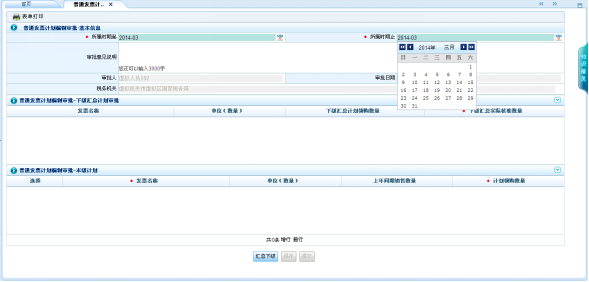 首页 普通发票计.. ×
表单打印
普通发票计划编制审批-基本信息
所属时期起 2014-03 所属时期止 2014-03
2014年 三月
日 一 二 三 四 五 六
1
2 3 4 5 6 7 8
9 10 11 12 13 14 15
16 17 18 19 20 21 22
23 24 25 26 27 28 29
30 31
审批意见说明
您还可以输入3000字
审批人 审批日期
税务机关
普通发票计划编制审批-下级汇总计划审批
发票名称 单位(数量) 下级汇总计划领购数量 下级汇总实际核准数量
普通发票计划编制审批-本级计划
选择 发票名称 单位(数量) 上年同期销售数量 计划领购数量
共0条 增行 删行
汇总下级 保存 提交